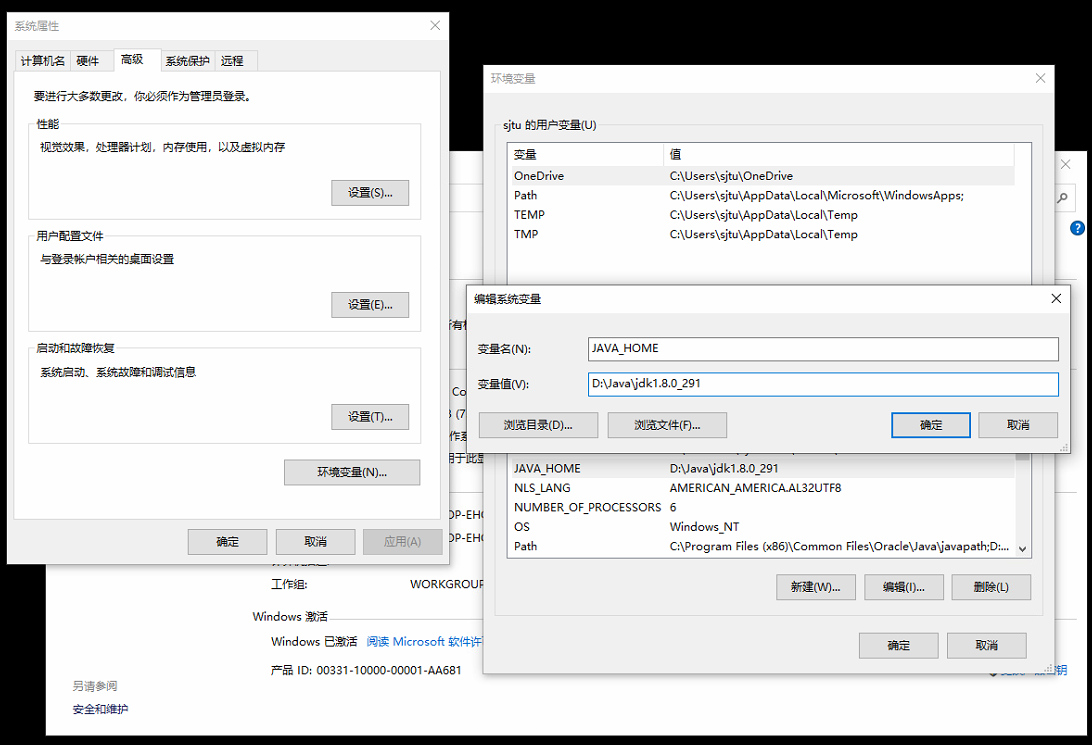 系统属性
计算机名 硬件 高级 系统保护 远程
要进行大多数更改，你必须作为管理员登录。
性能
视觉效果，处理器计划，内存使用，以及虚拟内存
设置(S)...
用户配置文件
与登录帐户相关的桌面设置
设置(E)...
启动和故障恢复
系统启动、系统故障和调试信息
设置(T)...
环境变量(N)...
确定 取消 应用(A)
环境变量
sjtu 的用户变量(U)
变量 值
OneDrive C:\Users\sjtu\OneDrive
Path C:\Users\sjtu\AppData\Local\Microsoft\WindowsApps;
TEMP C:\Users\sjtu\AppData\Local\Temp
TMP C:\Users\sjtu\AppData\Local\Temp
编辑系统变量
变量名(N): JAVA_HOME
变量值(V): D:\Java\jdk1.8.0_291
浏览目录(D)... 浏览文件(F)... 确定 取消
JAVA_HOME D:\Java\jdk1.8.0_291
NLS_LANG AMERICAN_AMERICA.AL32UTF8
NUMBER_OF_PROCESSORS 6
OS Windows_NT
Path C:\Program Files (x86)\Common Files\Oracle\Java\javapath;D:...
新建(W)... 编辑(I)... 删除(L)
确定 取消
?
所有
Co
(7
作系
用于此显
OP-EHC
OP-EHC
工作组: WORKGROUP
Windows 激活
Windows 已激活 阅读 Microsoft 软件许
产品 ID: 00331-10000-00001-AA681
钥
另请参阅
安全和维护